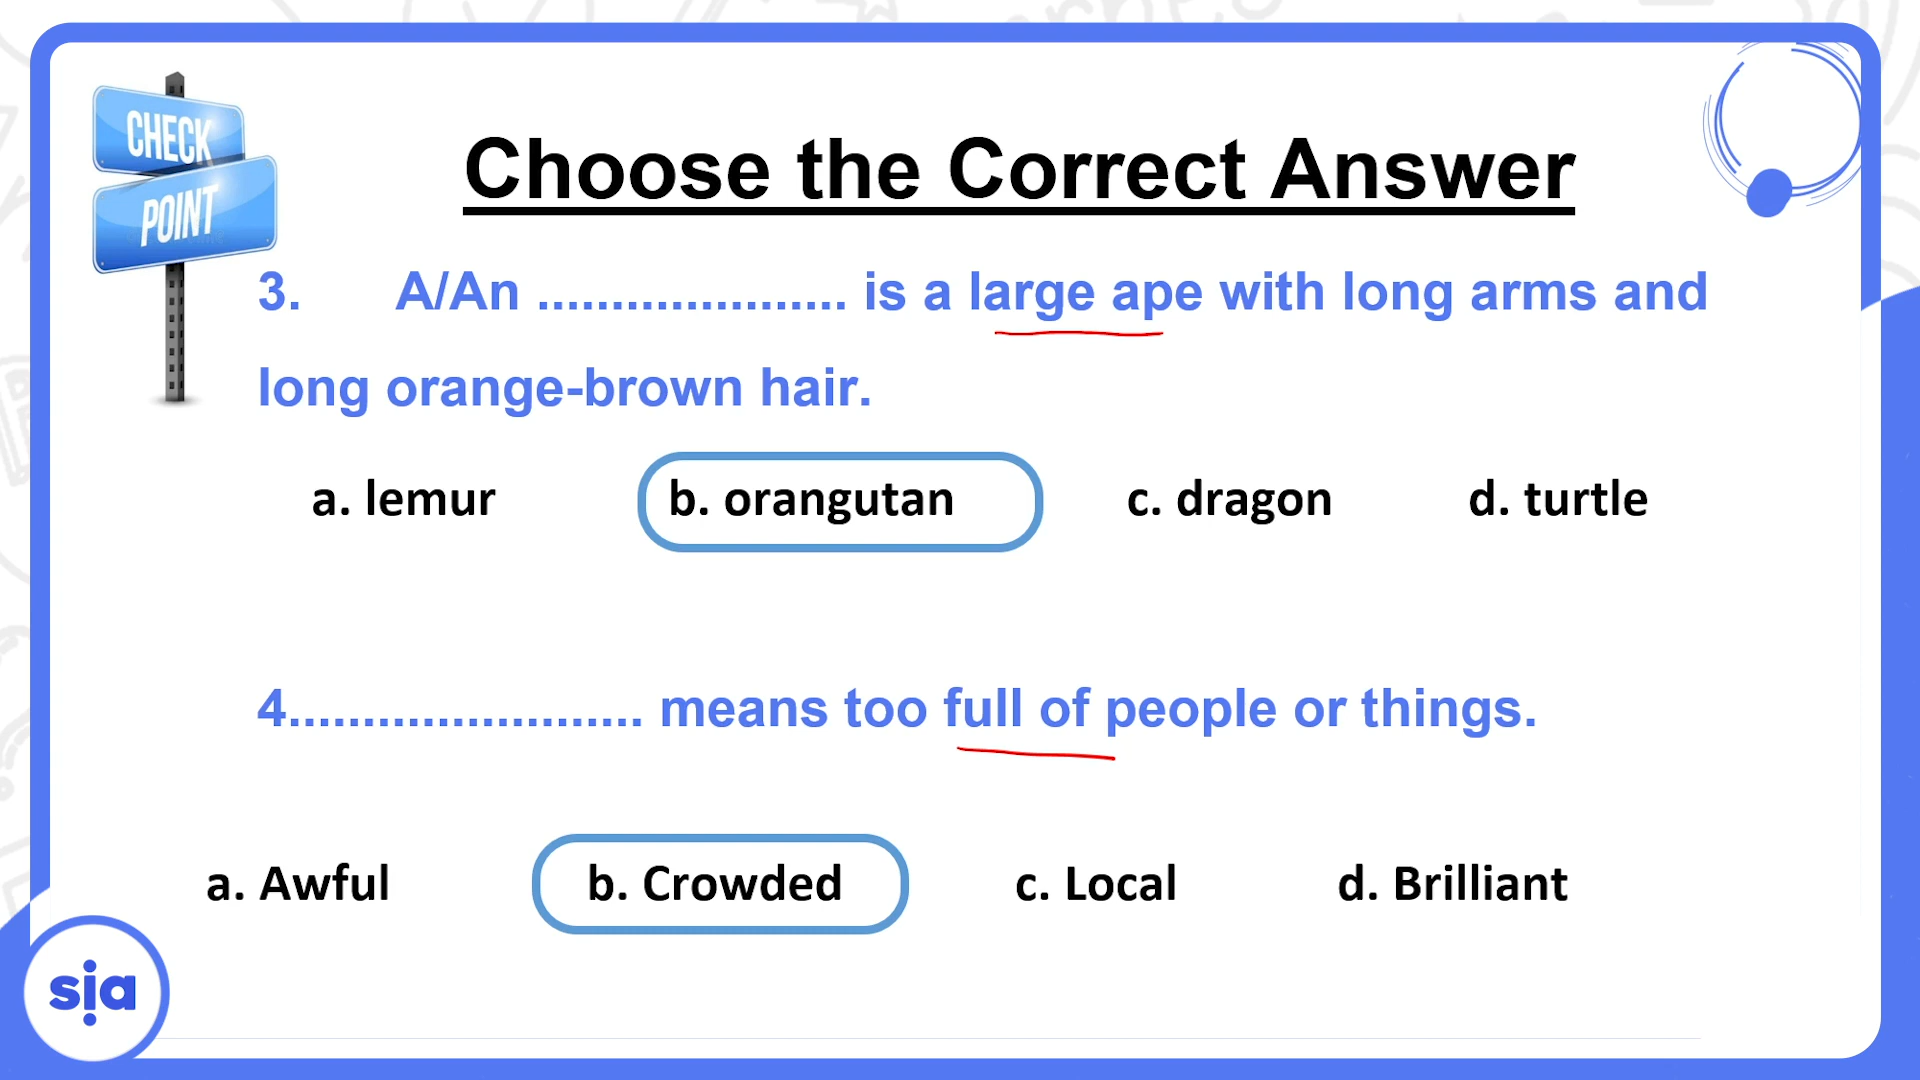 CHECK
POINT
Choose the Correct Answer
3. A/An ..................... is a large ape with long arms and
long orange-brown hair.
a. lemur b. orangutan c. dragon d. turtle
4........................ means too full of people or things.
a. Awful b. Crowded c. Local d. Brilliant
sia